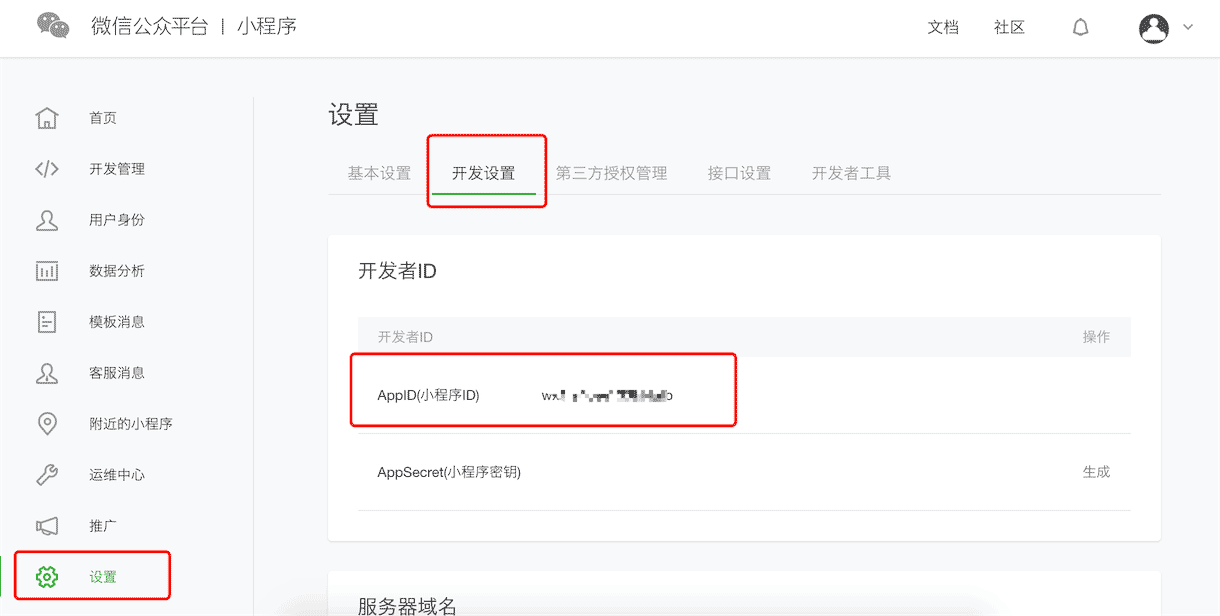 微信公众平台 | 小程序
文档 社区
首页
开发管理
用户身份
数据分析
模板消息
客服消息
附近的小程序
运维中心
推广
设置
设置
基本设置 开发设置 第三方授权管理 接口设置 开发者工具
开发者ID
开发者ID 操作
AppID(小程序ID)
AppSecret(小程序密钥) 生成
服务器域名